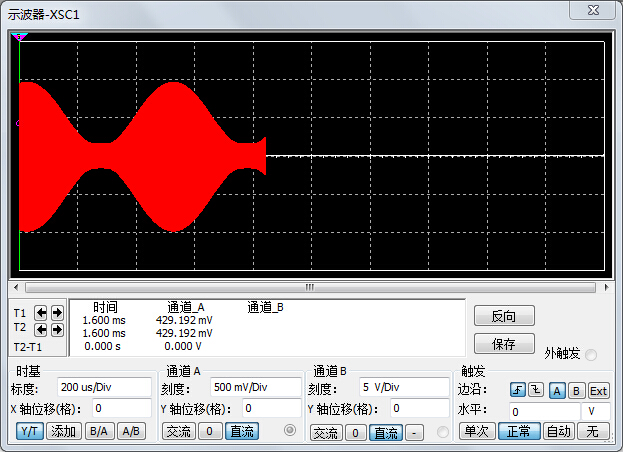 示波器-XSC1
时间 通道_A 通道_B
T1 1.600 ms 429.192 mV
T2 1.600 ms 429.192 mV
T2-T1 0.000 s 0.000 V
反向
保存
外触发
时基 通道 A 通道 B 触发
标度: 200 us/Div 刻度: 500 mV/Div 刻度: 5 V/Div 边沿: A B Ext
X 轴位移(格): 0 Y 轴位移(格): 0 Y 轴位移(格): 0 水平: 0 V
Y/T 添加 B/A A/B 交流 0 直流 交流 0 直流 - 单次 正常 自动 无